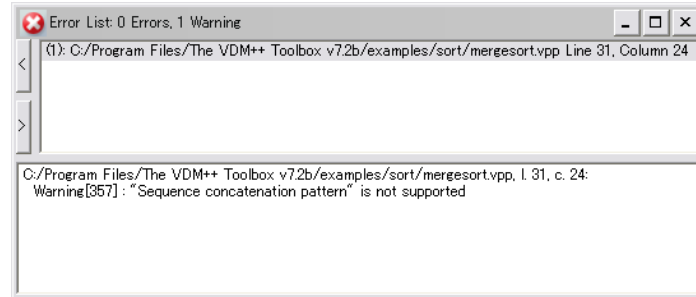 Error List: 0 Errors, 1 Warning
(1): C:/Program Files/The VDM++ Toolbox v7.2b/examples/sort/mergesort.vpp Line 31, Column 24
C:/Program Files/The VDM++ Toolbox v7.2b/examples/sort/mergesort.vpp, l. 31, c. 24:
Warning[357] : "Sequence concatenation pattern" is not supported